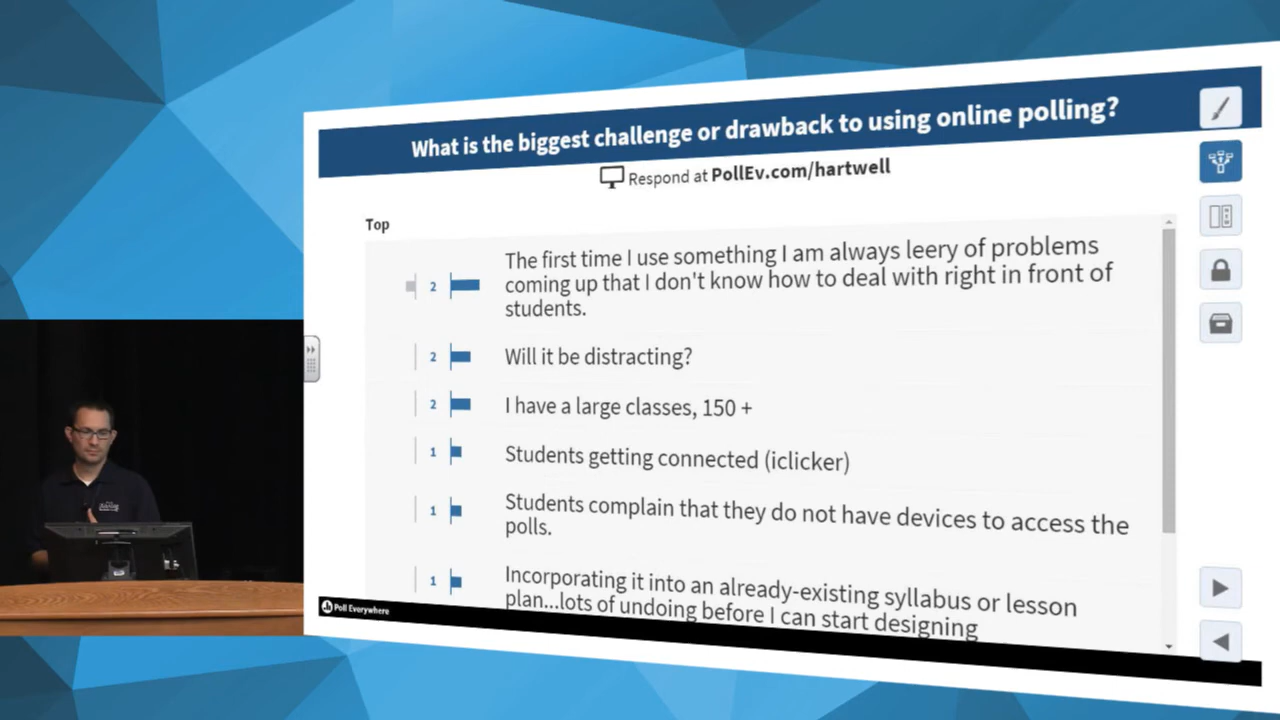 What is the biggest challenge or drawback to using online polling?
Respond at PollEv.com/hartwell
Top
2
The first time I use something I am always leery of problems
coming up that I don't know how to deal with right in front of
students.
2
Will it be distracting?
2
I have a large classes, 150 +
1
Students getting connected (iclicker)
1
Students complain that they do not have devices to access the
polls.
1
Incorporating it into an already-existing syllabus or lesson
plan...lots of undoing before I can start designing
Poll Everywhere